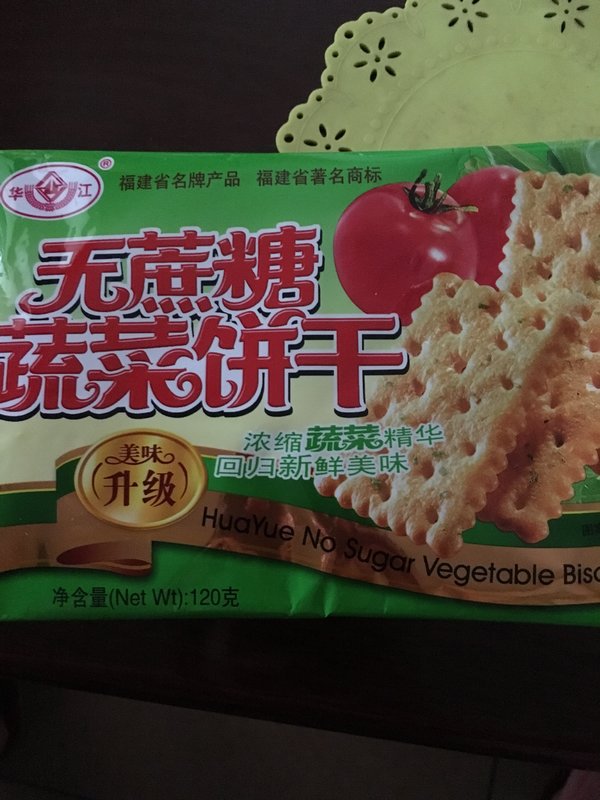 华江®
福建省名牌产品 福建省著名商标
无蔗糖
蔬菜饼干
浓缩蔬菜精华
回归新鲜美味
美味
升级
HuaYue No Sugar Vegetable
净含量(Net Wt):120克